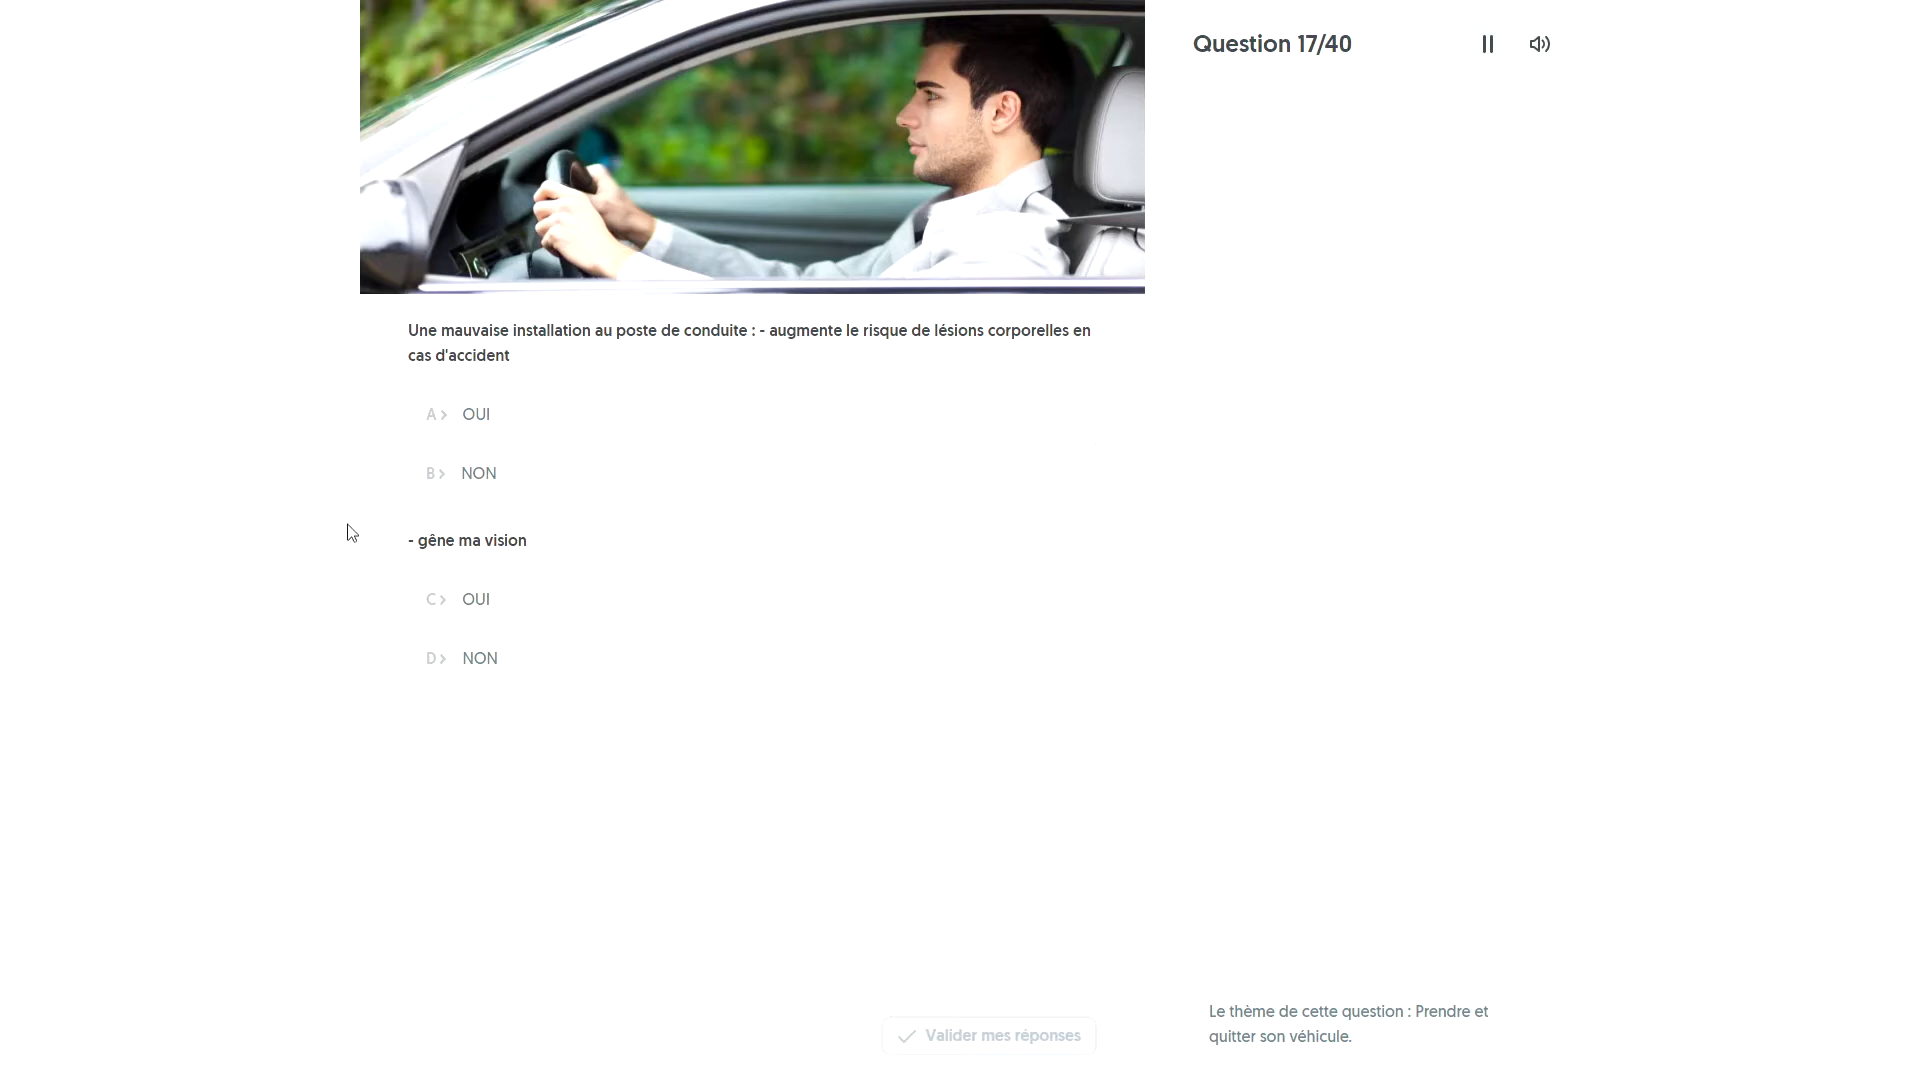 Question 17/40
Une mauvaise installation au poste de conduite : - augmente le risque de lésions corporelles en
cas d'accident
A OUI
B NON
- gêne ma vision
C OUI
D NON
Valider mes réponses
Le thème de cette question : Prendre et
quitter son véhicule.